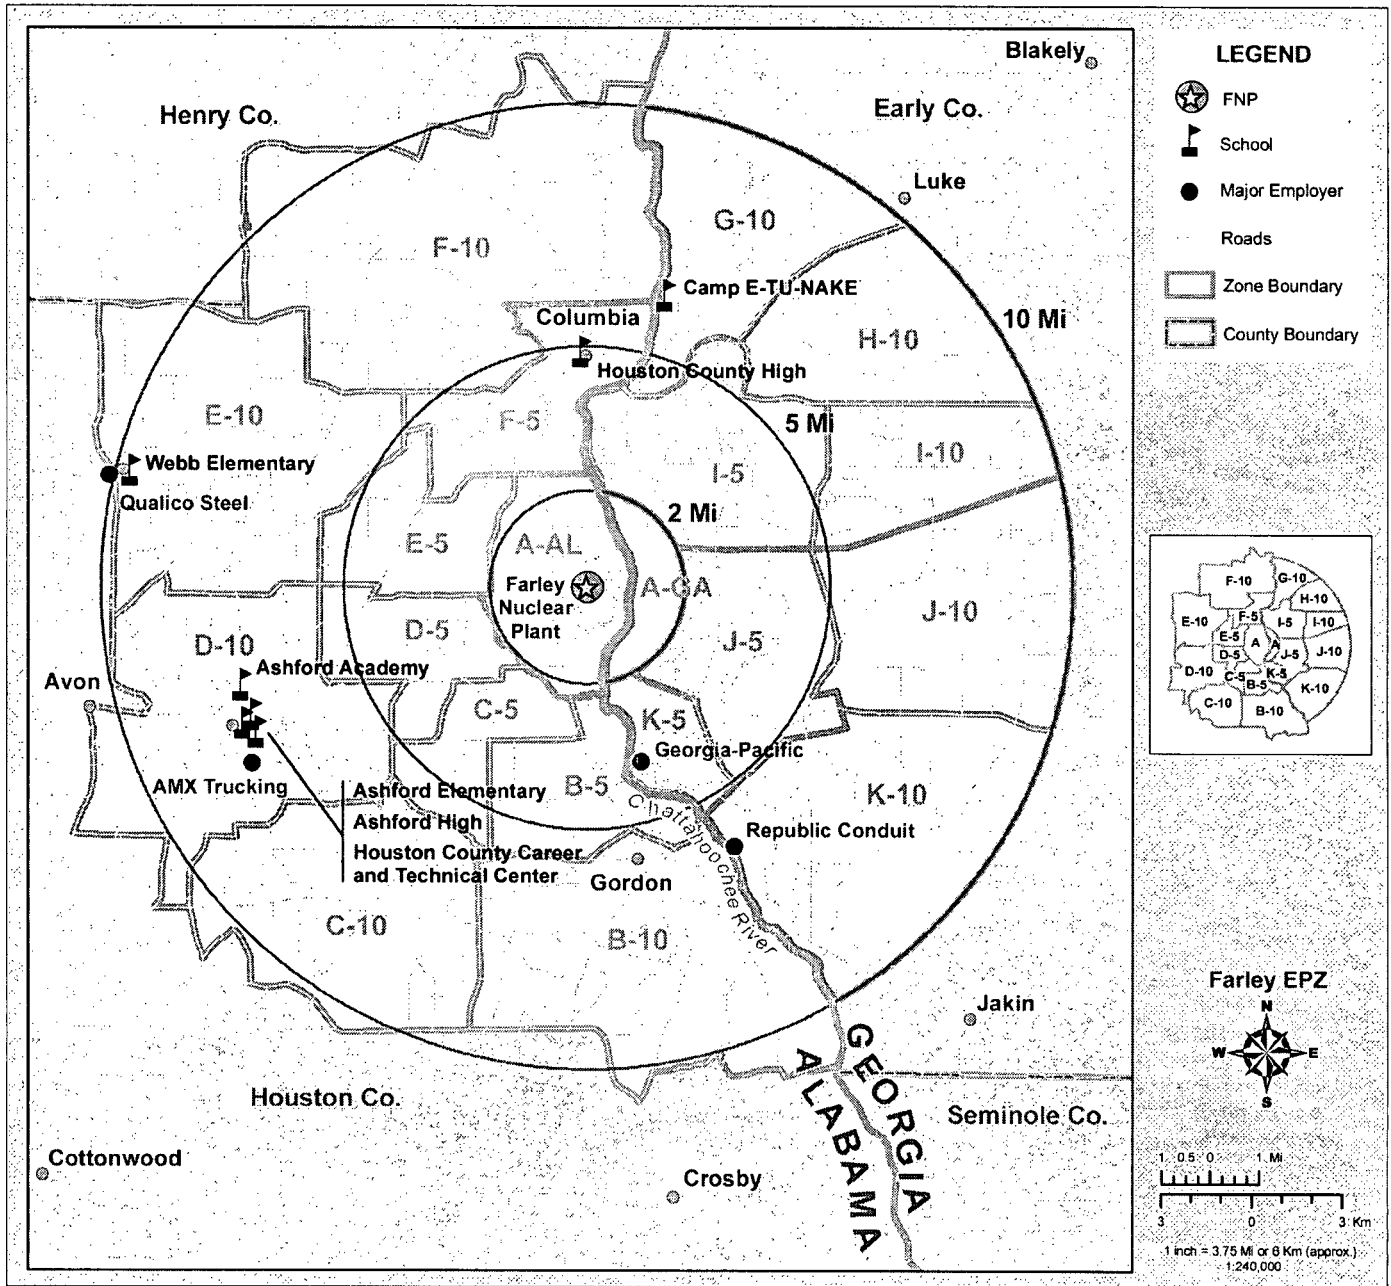 Blakely
Henry Co.
Early Co.
Luke
G-10
F-10
Camp E-TU-NAKE
Columbia
10 Mi
H-10
Houston County High
E-10
F-5
5 Mi
I-10
Webb Elementary
I-5
Qualico Steel
2 Mi
E-5
A-AL
Farley
Nuclear
Plant
A-GA
J-10
D-5
D-10
J-5
Ashford Academy
Avon
C-5
K-5
Georgia-Pacific
AMX Trucking
Ashford Elementary
Ashford High
Houston County Career
and Technical Center
B-5
K-10
Chattahoochee River
Republic Conduit
Gordon
C-10
B-10
Jakin
GEORGIA
ALABAMA
Houston Co.
Seminole Co.
Cottonwood
Crosby
LEGEND
FNP
School
Major Employer
Roads
Zone Boundary
County Boundary
F-10
G-10
H-10
E-10
F-5
I-5
I-10
E-5
A
A
D-5
J-5
J-10
D-10
C-5
K-5
B-5
K-10
C-10
B-10
Farley EPZ
N
W
E
S
1 0.5 0 1 Mi
3 0 3 Km
1 inch = 3.75 Mi or 6 Km (approx.)
1:240,000